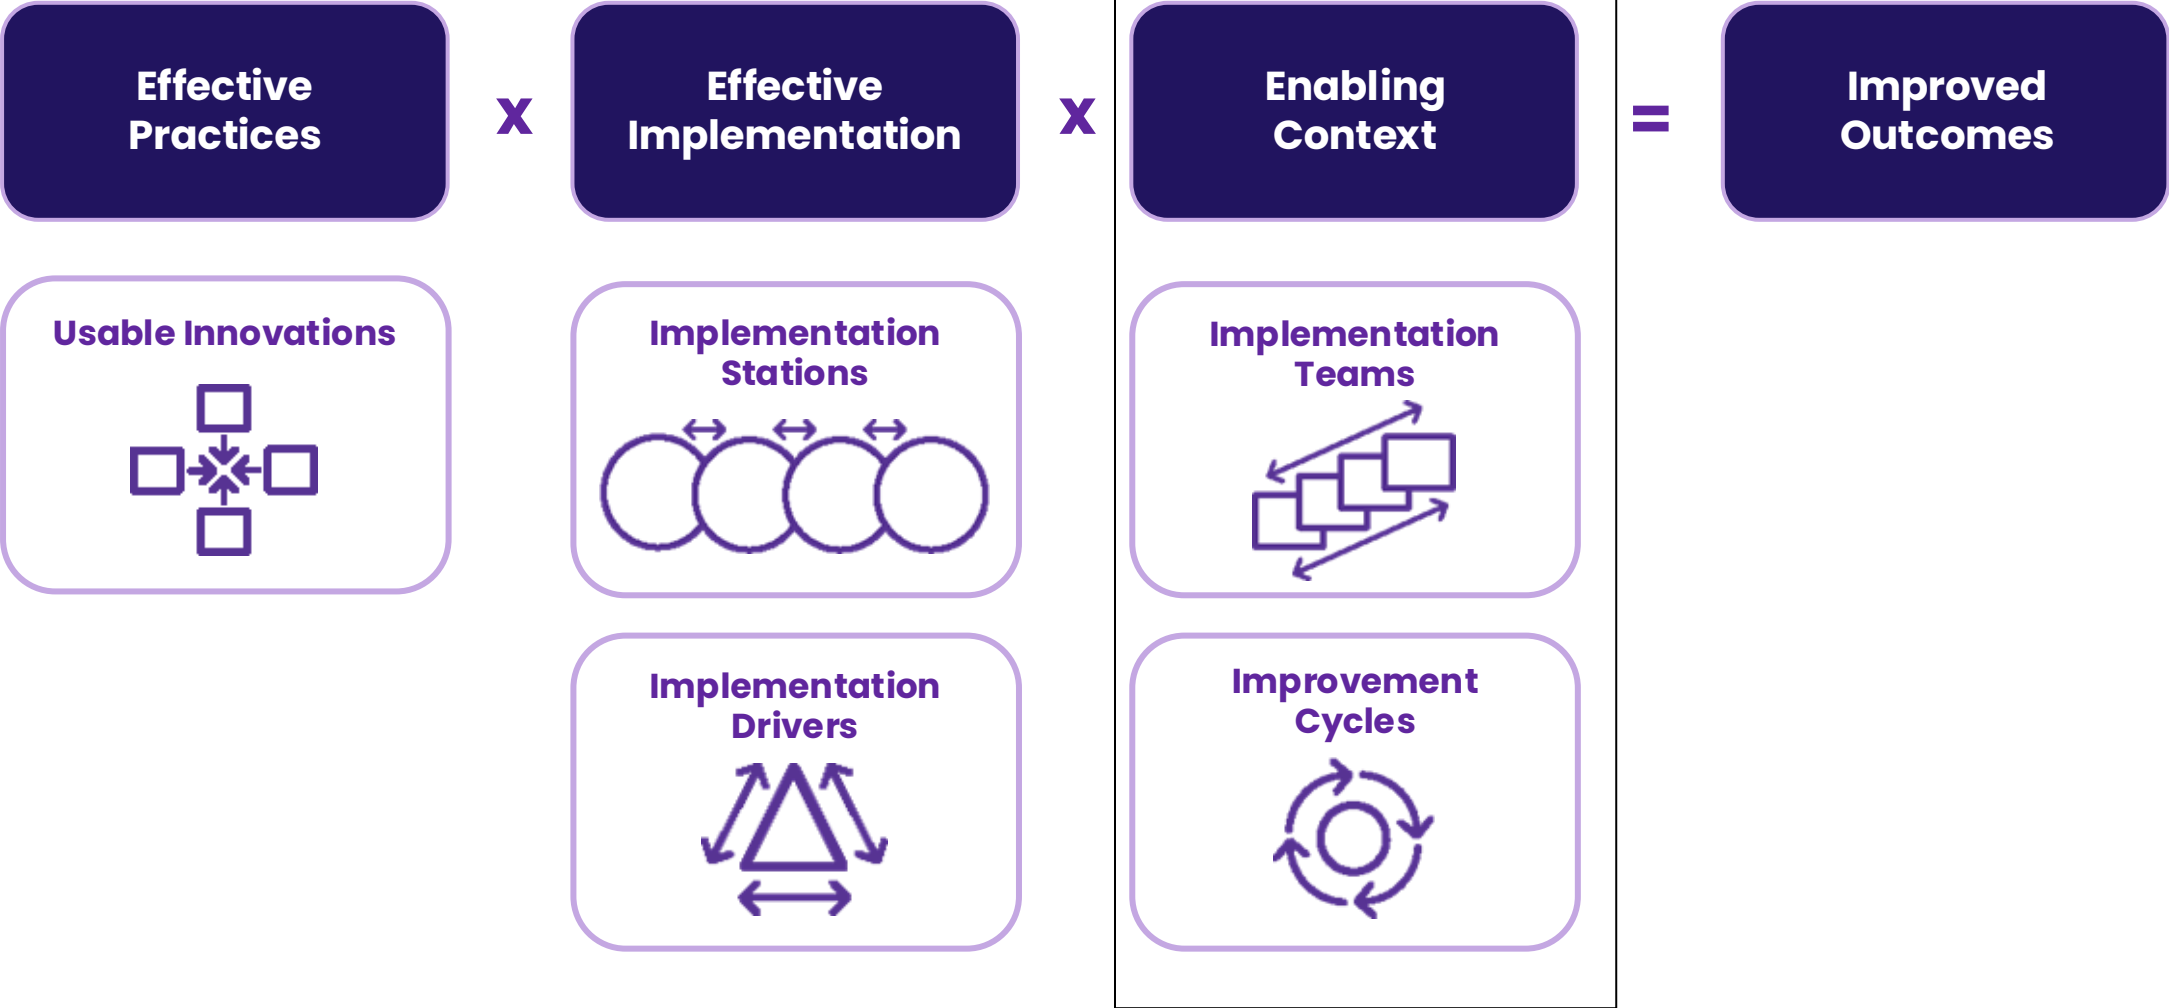 Effective
Practices
x
Effective
Implementation
x
Enabling
Context
=
Improved
Outcomes
Usable Innovations
Implementation
Stations
Implementation
Teams
Implementation
Drivers
Improvement
Cycles